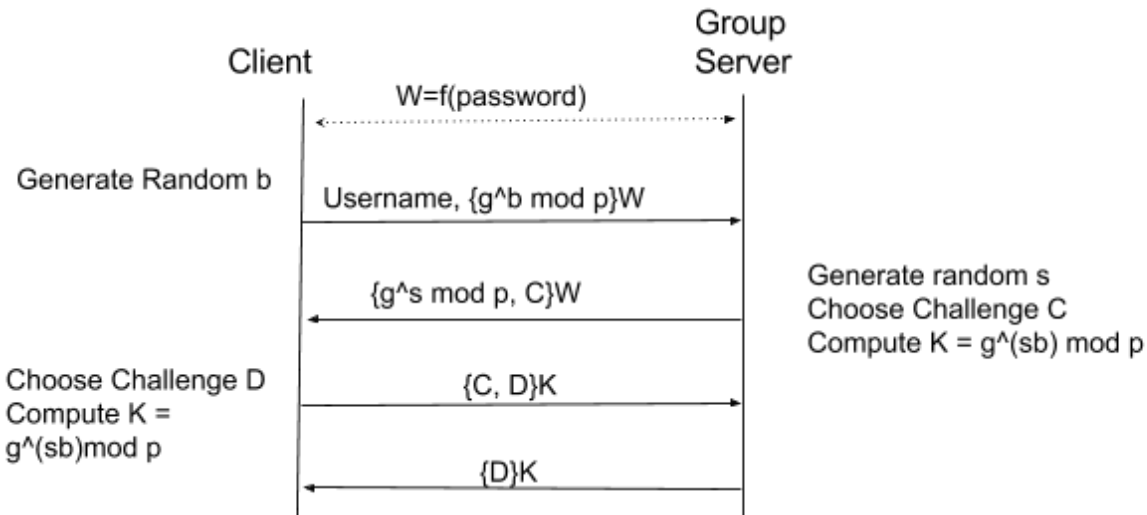 Group
Server
Client
W=f(password)
Generate Random b
Username, {g^b mod p}W
{g^s mod p, C}W
Generate random s
Choose Challenge C
Compute K = g^(sb) mod p
Choose Challenge D
Compute K =
g^(sb)mod p
{C, D}K
{D}K